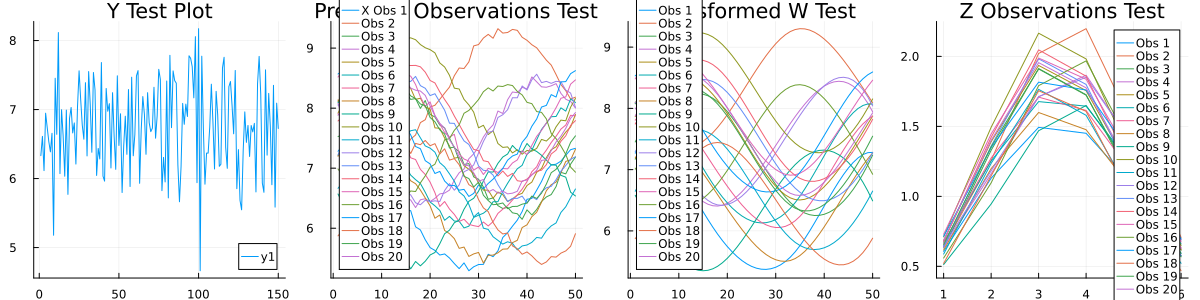 Y Test Plot
8
7
6
5
0
50
100
150
y1
Pre Observations Test
9
8
7
6
0
10
20
30
40
50
X Obs 1
Obs 2
Obs 3
Obs 4
Obs 5
Obs 6
Obs 7
Obs 8
Obs 9
Obs 10
Obs 11
Obs 12
Obs 13
Obs 14
Obs 15
Obs 16
Obs 17
Obs 18
Obs 19
Obs 20
sformed W Test
9
8
7
6
0
10
20
30
40
50
Obs 1
Obs 2
Obs 3
Obs 4
Obs 5
Obs 6
Obs 7
Obs 8
Obs 9
Obs 10
Obs 11
Obs 12
Obs 13
Obs 14
Obs 15
Obs 16
Obs 17
Obs 18
Obs 19
Obs 20
Z Observations Test
2.0
1.5
1.0
0.5
1
2
3
4
Obs 1
Obs 2
Obs 3
Obs 4
Obs 5
Obs 6
Obs 7
Obs 8
Obs 9
Obs 10
Obs 11
Obs 12
Obs 13
Obs 14
Obs 15
Obs 16
Obs 17
Obs 18
Obs 19
Obs 20